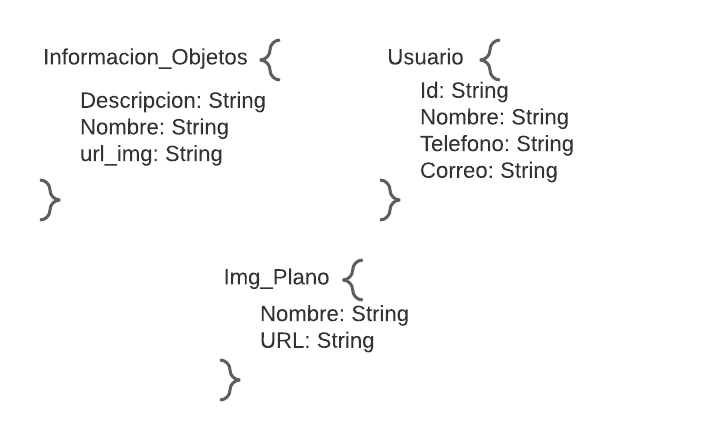 Informacion_Objetos {
Descripcion: String
Nombre: String
url_img: String
}
Usuario {
Id: String
Nombre: String
Telefono: String
Correo: String
}
Img_Plano {
Nombre: String
URL: String
}